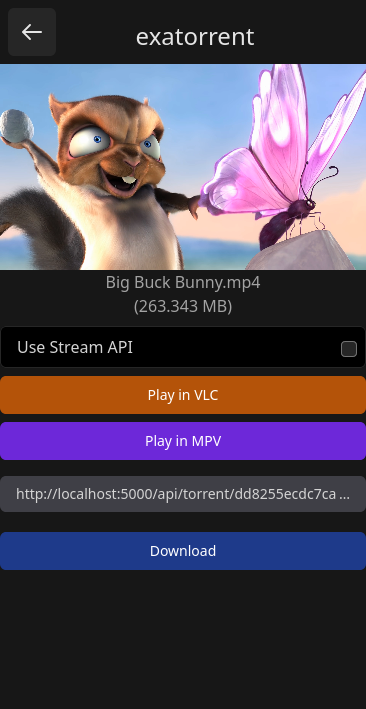 exatorrent
Big Buck Bunny.mp4
(263.343 MB)
Use Stream API
Play in VLC
Play in MPV
http://localhost:5000/api/torrent/dd8255ecdc7ca ...
Download